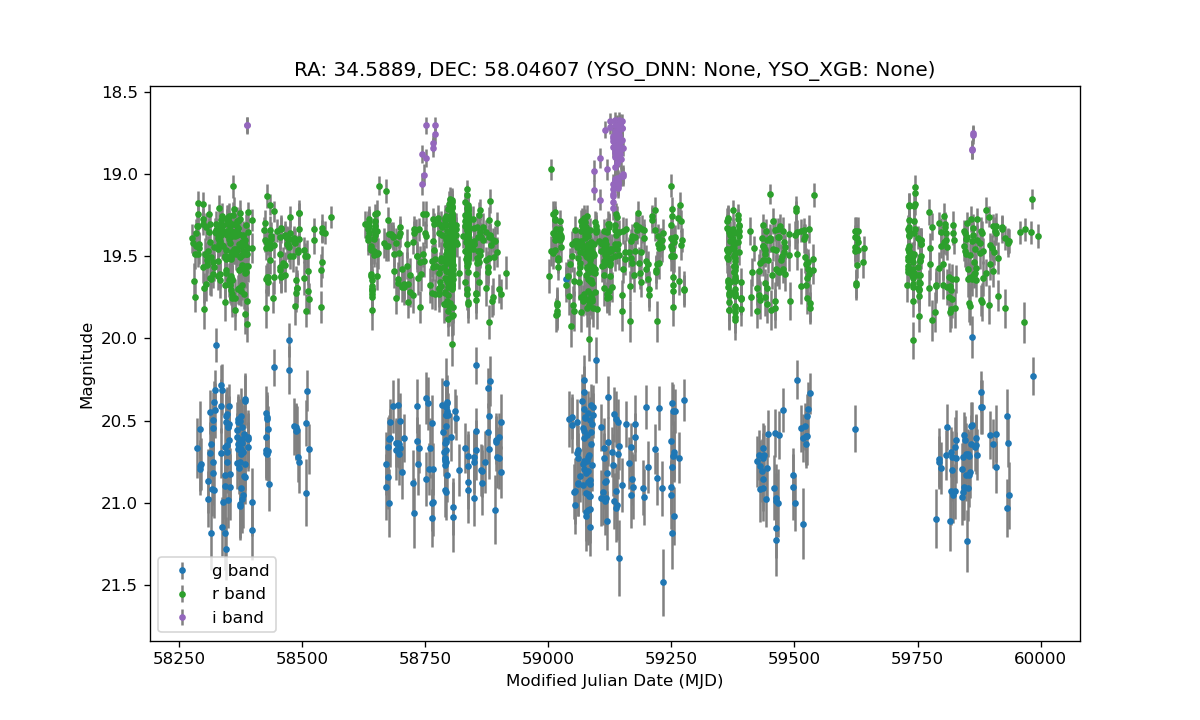 RA: 34.5889, DEC: 58.04607 (YSO_DNN: None, YSO_XGB: None)
18.5
19.0
19.5
20.0
20.5
21.0
21.5
Magnitude
g band
r band
i band
58250
58500
58750
59000
59250
59500
59750
60000
Modified Julian Date (MJD)